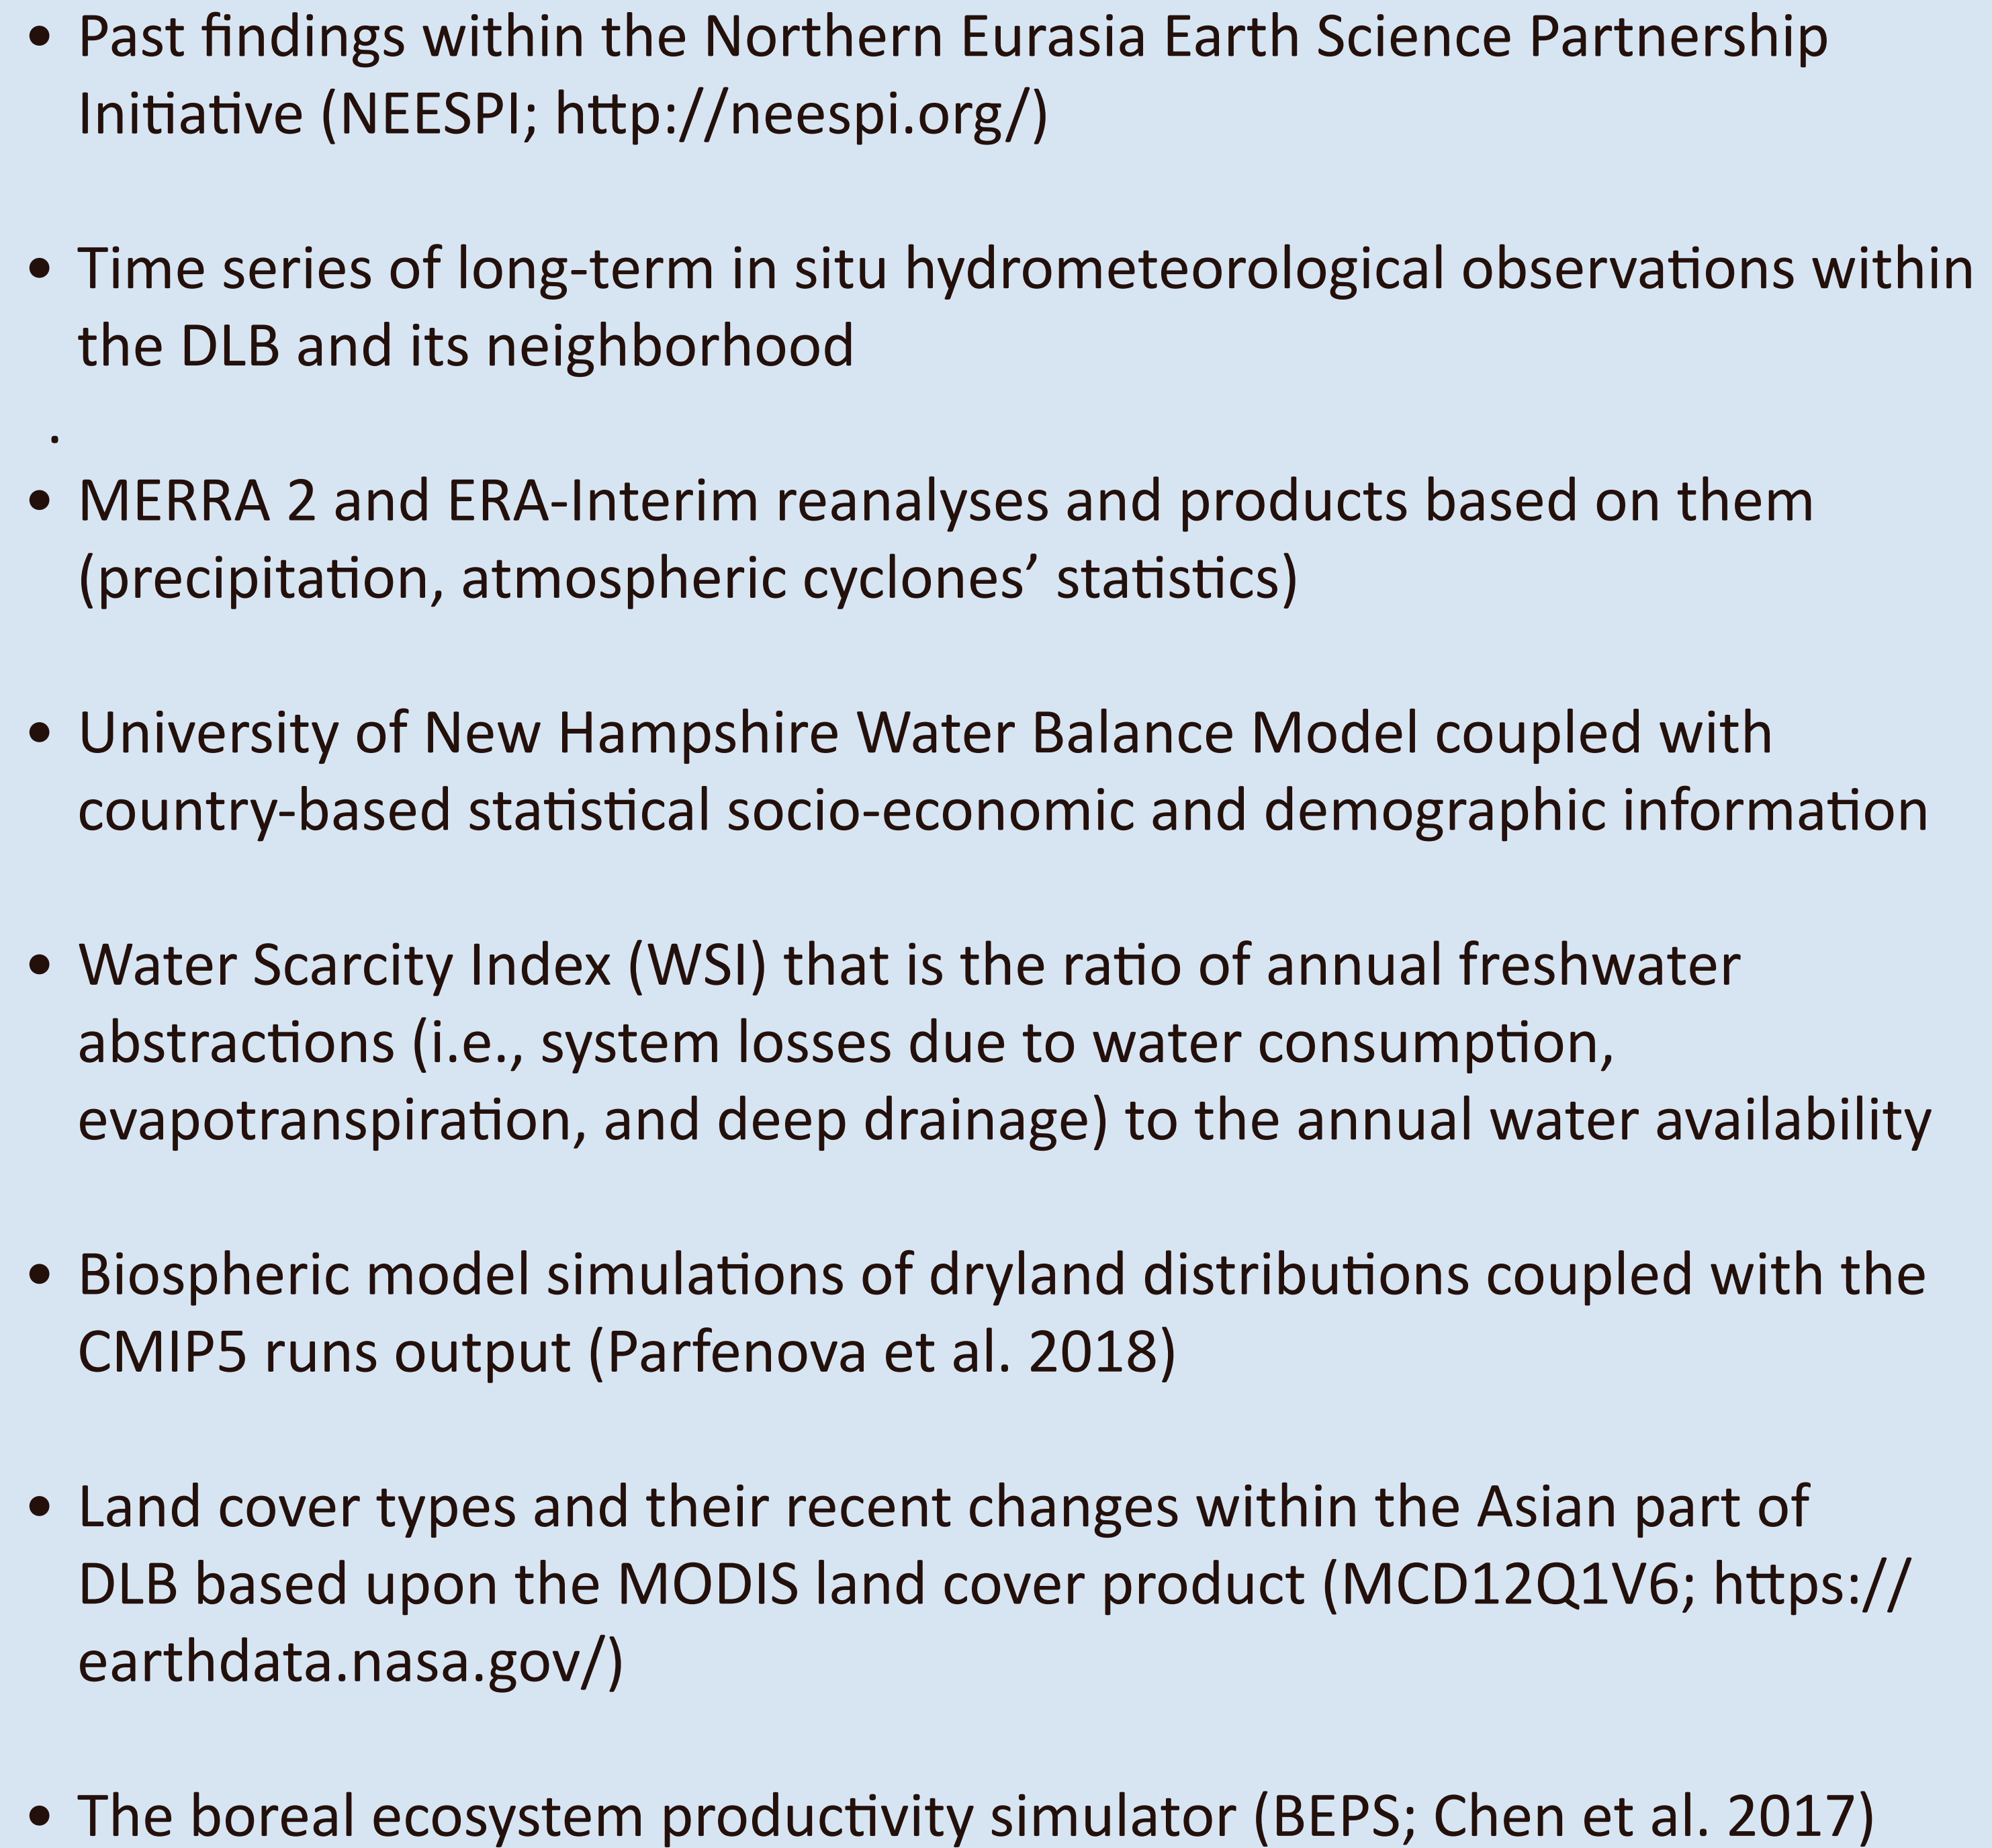 • Past findings within the Northern Eurasia Earth Science Partnership
Initiative (NEESPI; http://neespi.org/)
• Time series of long-term in situ hydrometeorological observations within
the DLB and its neighborhood
.
• MERRA 2 and ERA-Interim reanalyses and products based on them
(precipitation, atmospheric cyclones’ statistics)
• University of New Hampshire Water Balance Model coupled with
country-based statistical socio-economic and demographic information
• Water Scarcity Index (WSI) that is the ratio of annual freshwater
abstractions (i.e., system losses due to water consumption,
evapotranspiration, and deep drainage) to the annual water availability
• Biospheric model simulations of dryland distributions coupled with the
CMIP5 runs output (Parfenova et al. 2018)
• Land cover types and their recent changes within the Asian part of
DLB based upon the MODIS land cover product (MCD12Q1V6; https://
earthdata.nasa.gov/)
• The boreal ecosystem productivity simulator (BEPS; Chen et al. 2017)